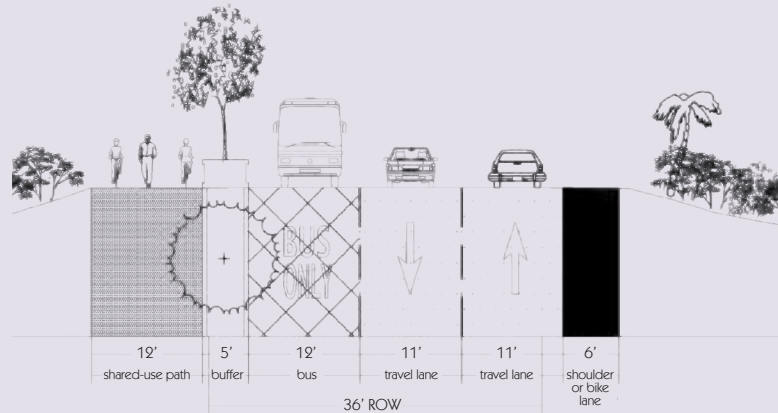 BUS
ONLY
12' 5' 12' 11' 11' 6'
shared-use path buffer bus travel lane travel lane shoulder
or bike
lane
36' ROW